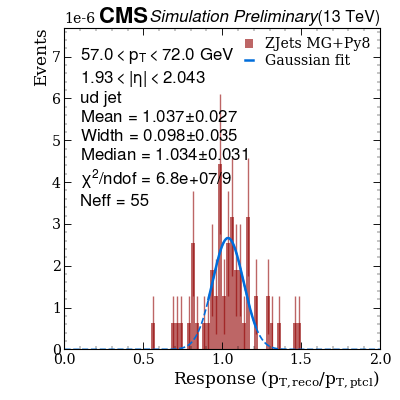 1e-6 CMS Simulation Preliminary (13 TeV)
Events
57.0 < p_T < 72.0 GeV
1.93 < |η| < 2.043
ud jet
Mean = 1.037±0.027
Width = 0.098±0.035
Median = 1.034±0.031
χ²/ndof = 6.8e+07/9
Neff = 55
ZJets MG+Py8
Gaussian fit
7
6
5
4
3
2
1
0
0.0 0.5 1.0 1.5 2.0
Response (p_T,reco/p_T,ptcl)